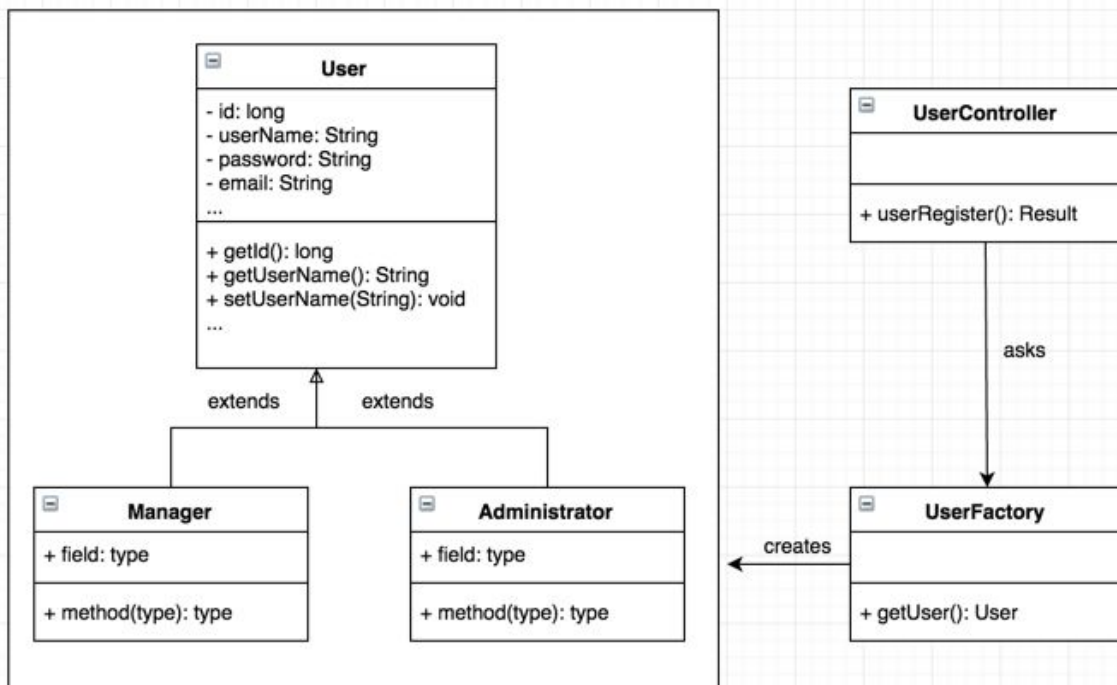 User
- id: long
- userName: String
- password: String
- email: String
...
+ getId(): long
+ getUserName(): String
+ setUserName(String): void
...
extends
extends
Manager
+ field: type
+ method(type): type
Administrator
+ field: type
+ method(type): type
UserController
+ userRegister(): Result
asks
UserFactory
+ getUser(): User
creates